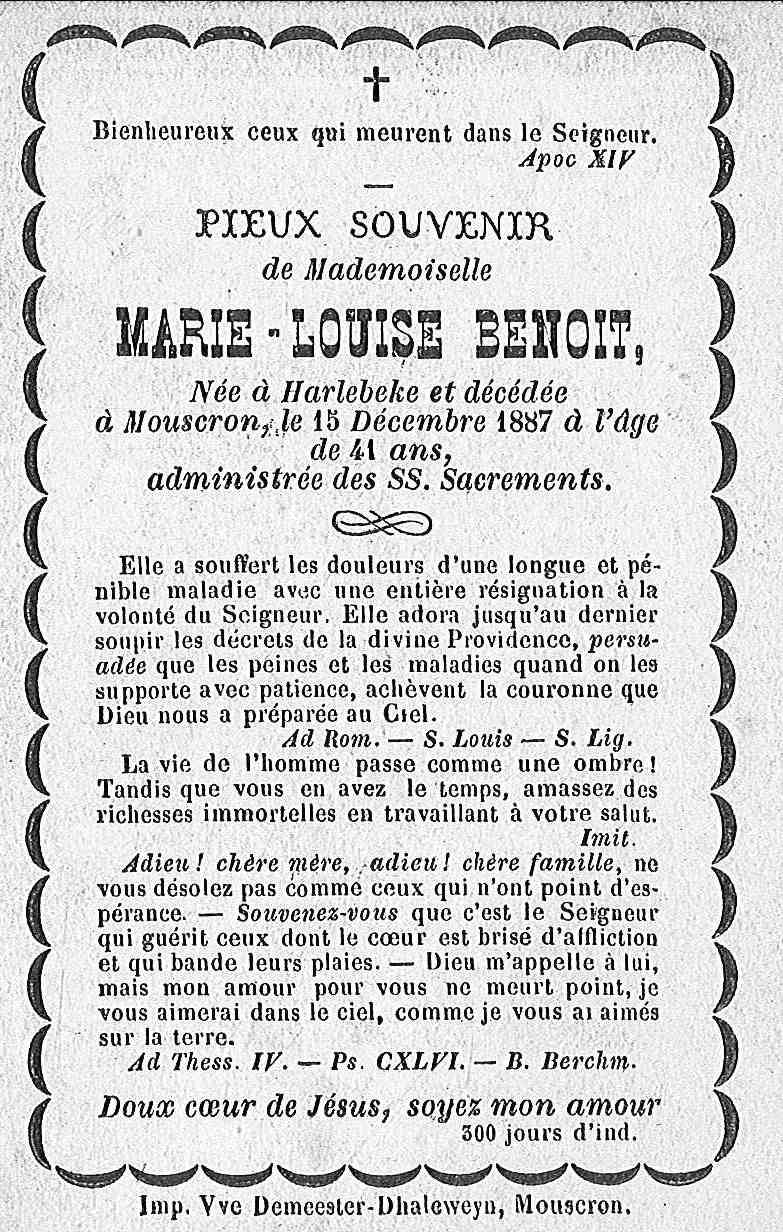 Bienheureux ceux qui meurent dans le Seigneur.
Apoc XIV
PIEUX SOUVENIR
de Mademoiselle
MARIE-LOUISE BENOIT,
Née à Harlebeke et décédée
à Mouscron, le 15 Décembre 1887 à l'âge
de 41 ans,
administrée des SS. Sacrements.
Elle a souffert les douleurs d'une longue et pé-
nible maladie avec une entière résignation à la
volonté du Seigneur. Elle adora jusqu'au dernier
soupir les décrets de la divine Providence, persu-
adée que les peines et les maladies quand on les
supporte avec patience, achèvent la couronne que
Dieu nous a préparée au Ciel.
Ad Rom. — S. Louis — S. Lig.
La vie de l'homme passe comme une ombre!
Tandis que vous en avez le temps, amassez des
richesses immortelles en travaillant à votre salut.
Imit.
Adieu! chère mère, adieu! chère famille, ne
vous désolez pas comme ceux qui n'ont point d'es-
pérance. — Souvenez-vous que c'est le Seigneur
qui guérit ceux dont le cœur est brisé d'affliction
et qui bande leurs plaies. — Dieu m'appelle à lui,
mais mon amour pour vous ne meurt point, je
vous aimerai dans le ciel, comme je vous ai aimés
sur la terre.
Ad Thess. IV. — Ps. CXLVI. — B. Berchm.
Doux cœur de Jésus, soyez mon amour
300 jours d'ind.
Imp. Vve Demeester-Dhaleweyn, Mouscron.